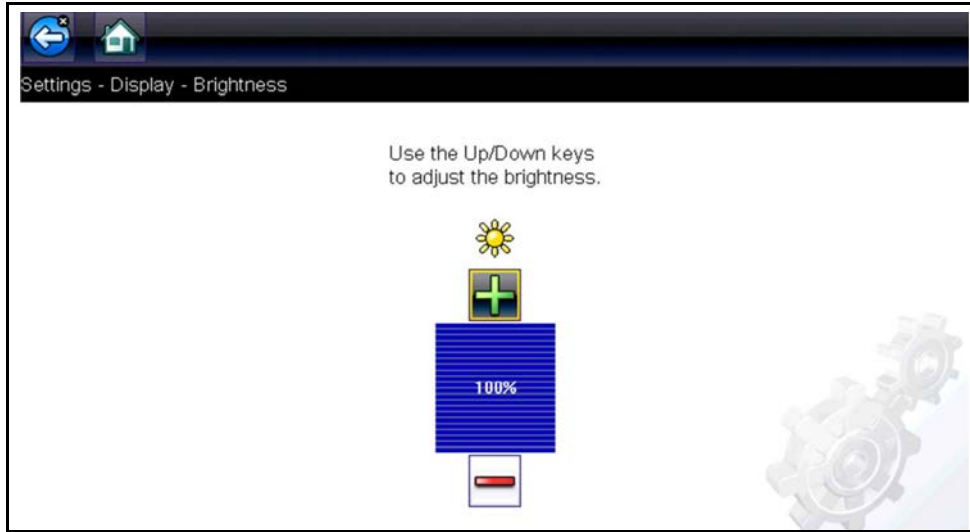 Settings - Display - Brightness
Use the Up/Down keys
to adjust the brightness.
100%